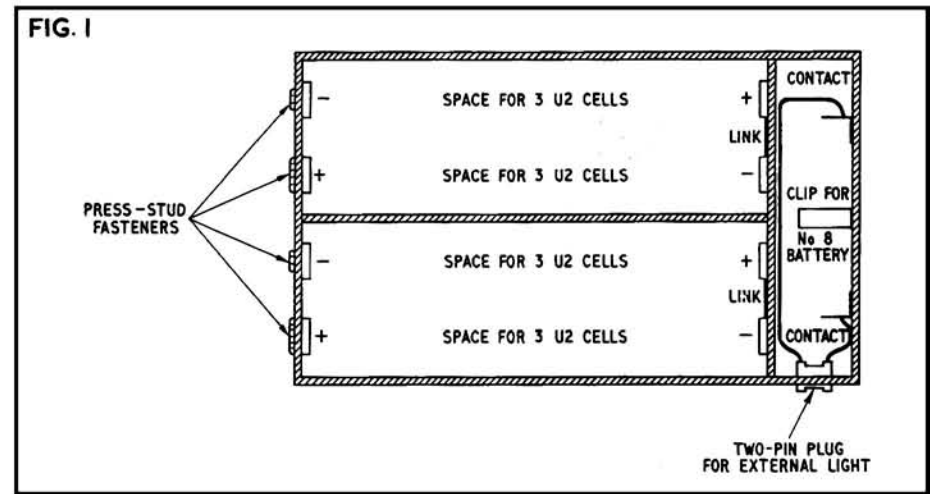 FIG. 1
CONTACT
– SPACE FOR 3 U2 CELLS +
LINK
+ SPACE FOR 3 U2 CELLS –
CLIP FOR
No 8
BATTERY
PRESS–STUD
FASTENERS
– SPACE FOR 3 U2 CELLS +
LINK
+ SPACE FOR 3 U2 CELLS –
CONTACT
TWO-PIN PLUG
FOR EXTERNAL LIGHT